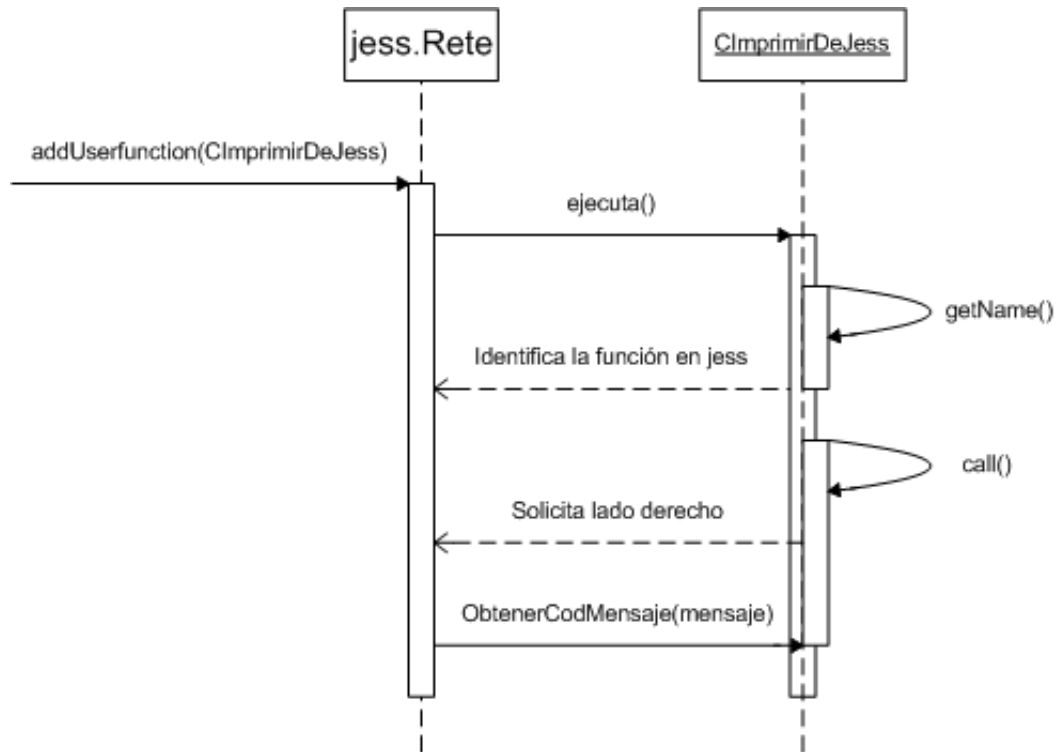 jess.Rete
CImprimirDeJess
addUserfunction(CImprimirDeJess)
ejecuta()
getName()
Identifica la función en jess
call()
Solicita lado derecho
ObtenerCodMensaje(mensaje)